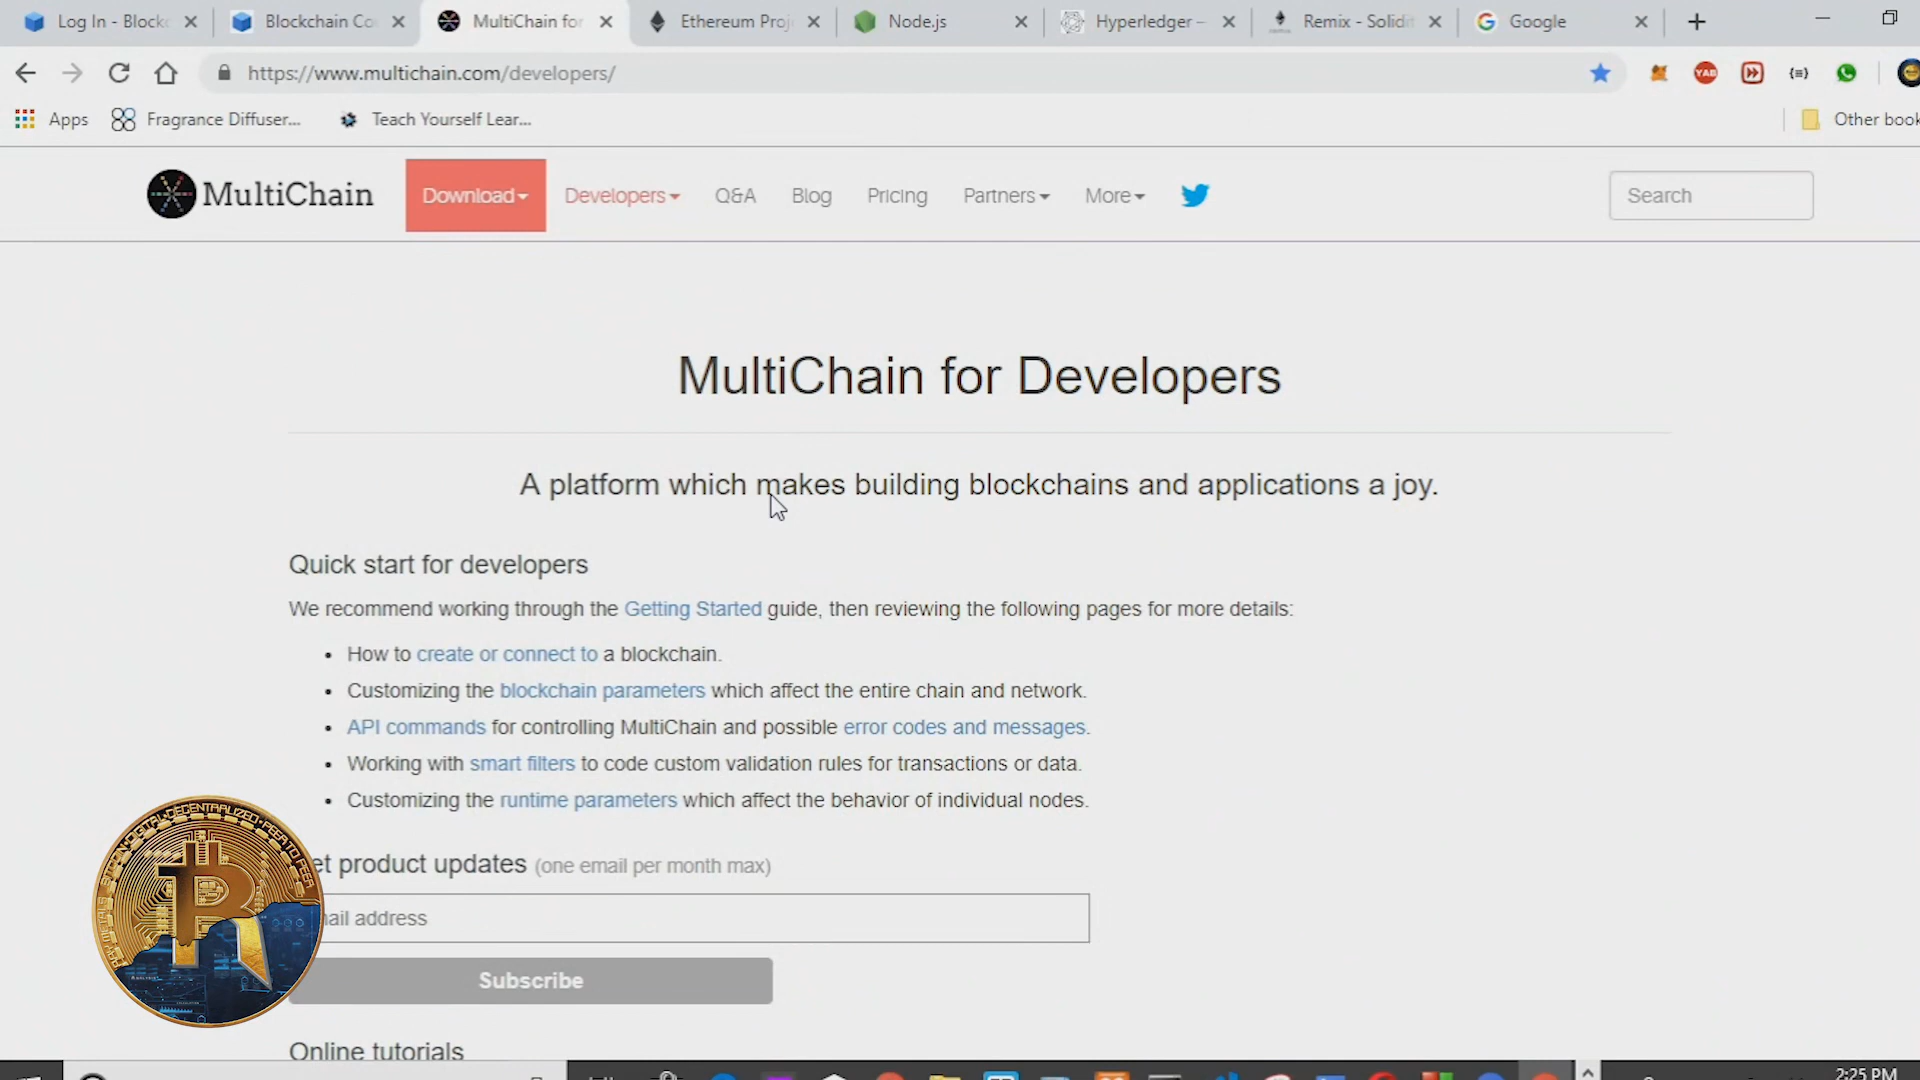 Log In - Block
Blockchain Co
MultiChain for
Ethereum Proj
Node.js
Hyperledger –
Remix - Solidit
Google
https://www.multichain.com/developers/
YAB
Apps
Fragrance Diffuser...
Teach Yourself Lear...
Other book
MultiChain
Download
Developers
Q&A
Blog
Pricing
Partners
More
Search
MultiChain for Developers
A platform which makes building blockchains and applications a joy.
Quick start for developers
We recommend working through the Getting Started guide, then reviewing the following pages for more details:
• How to create or connect to a blockchain.
• Customizing the blockchain parameters which affect the entire chain and network.
• API commands for controlling MultiChain and possible error codes and messages.
• Working with smart filters to code custom validation rules for transactions or data.
• Customizing the runtime parameters which affect the behavior of individual nodes.
et product updates (one email per month max)
ail address
Subscribe
Online tutorials
2:25 PM